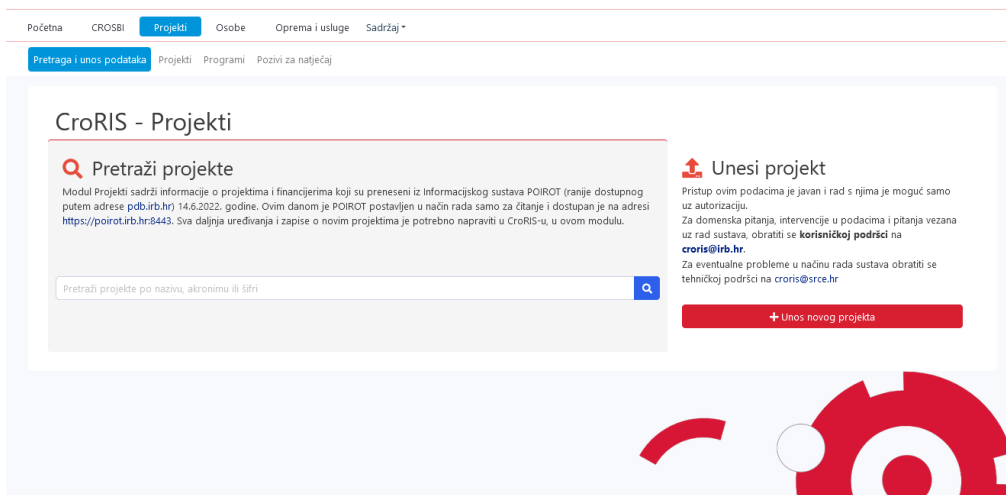 Početna CROSBI Projekti Osobe Oprema i usluge Sadržaj
Pretraga i unos podataka Projekti Programi Pozivi za natječaj
CroRIS - Projekti
Pretraži projekte
Modul Projekti sadrži informacije o projektima i financijerima koji su preneseni iz Informacijskog sustava POIROT (ranije dostupnog
putem adrese pdb.irb.hr) 14.6.2022. godine. Ovim danom je POIROT postavljen u način rada samo za čitanje i dostupan je na adresi
https://poirot.irb.hr:8443. Sva daljnja uređivanja i zapise o novim projektima je potrebno napraviti u CroRIS-u, u ovom modulu.
Pretraži projekte po nazivu, akronimu ili šifri
Unesi projekt
Pristup ovim podacima je javan i rad s njima je moguć samo
uz autorizaciju.
Za domenska pitanja, intervencije u podacima i pitanja vezana
uz rad sustava, obratiti se korisničkoj podršci na
croris@irb.hr.
Za eventualne probleme u načinu rada sustava obratiti se
tehničkoj podršci na croris@srce.hr
Unos novog projekta